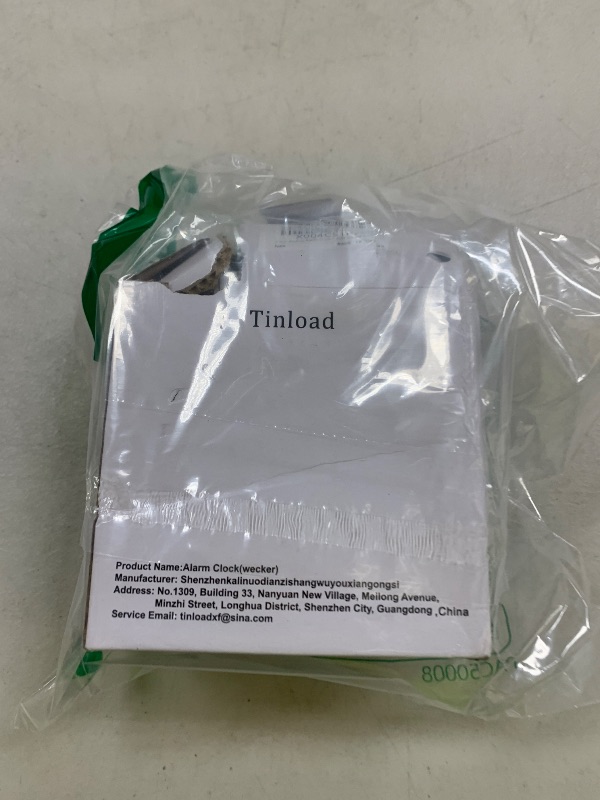 Tinload
Product Name:Alarm Clock(wecker)
Manufacturer: Shenzhenkalinuodianzishangwuyouxiangongsi
Address: No.1309, Building 33, Nanyuan New Village, Meilong Avenue,
Minzhi Street, Longhua District, Shenzhen City, Guangdong ,China
Service Email: tinloadxf@sina.com